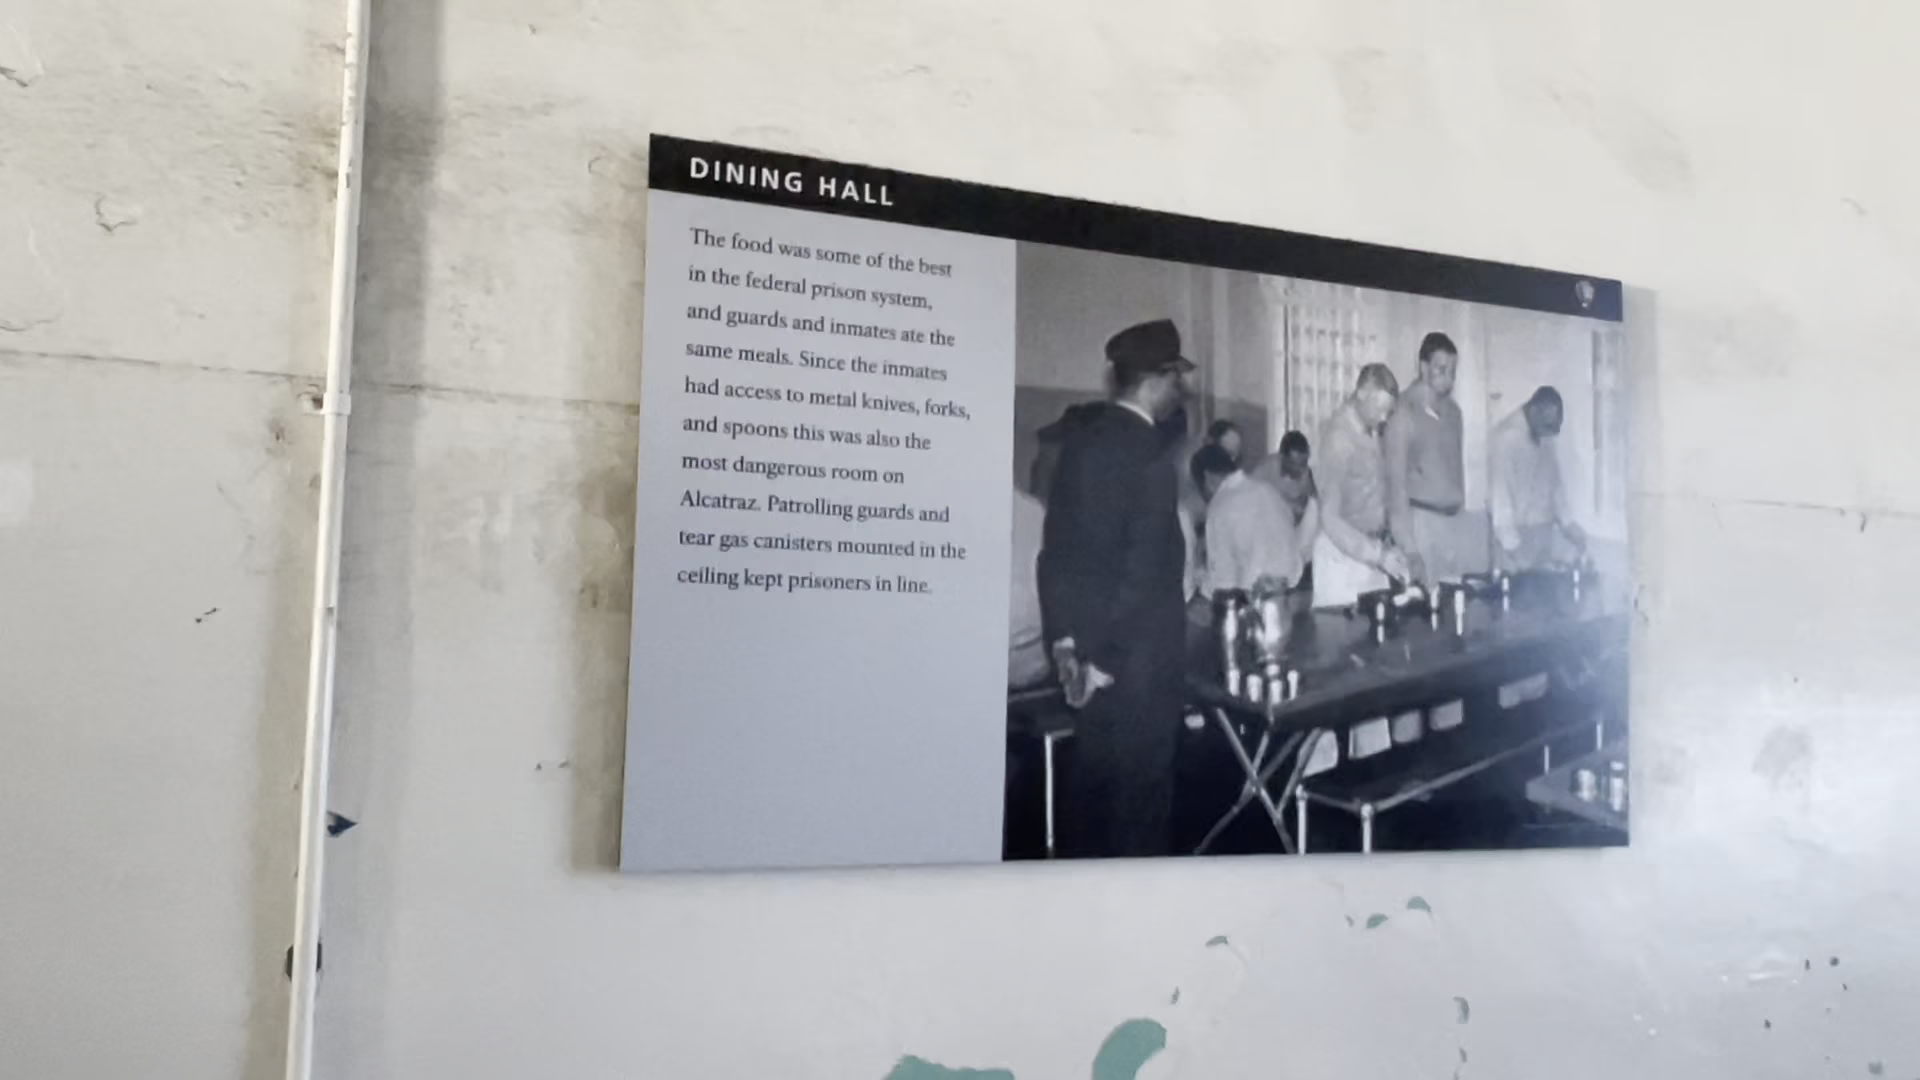 DINING HALL
The food was some of the best
in the federal prison system,
and guards and inmates ate the
same meals. Since the inmates
had access to metal knives, forks,
and spoons this was also the
most dangerous room on
Alcatraz. Patrolling guards and
tear gas canisters mounted in the
ceiling kept prisoners in line.